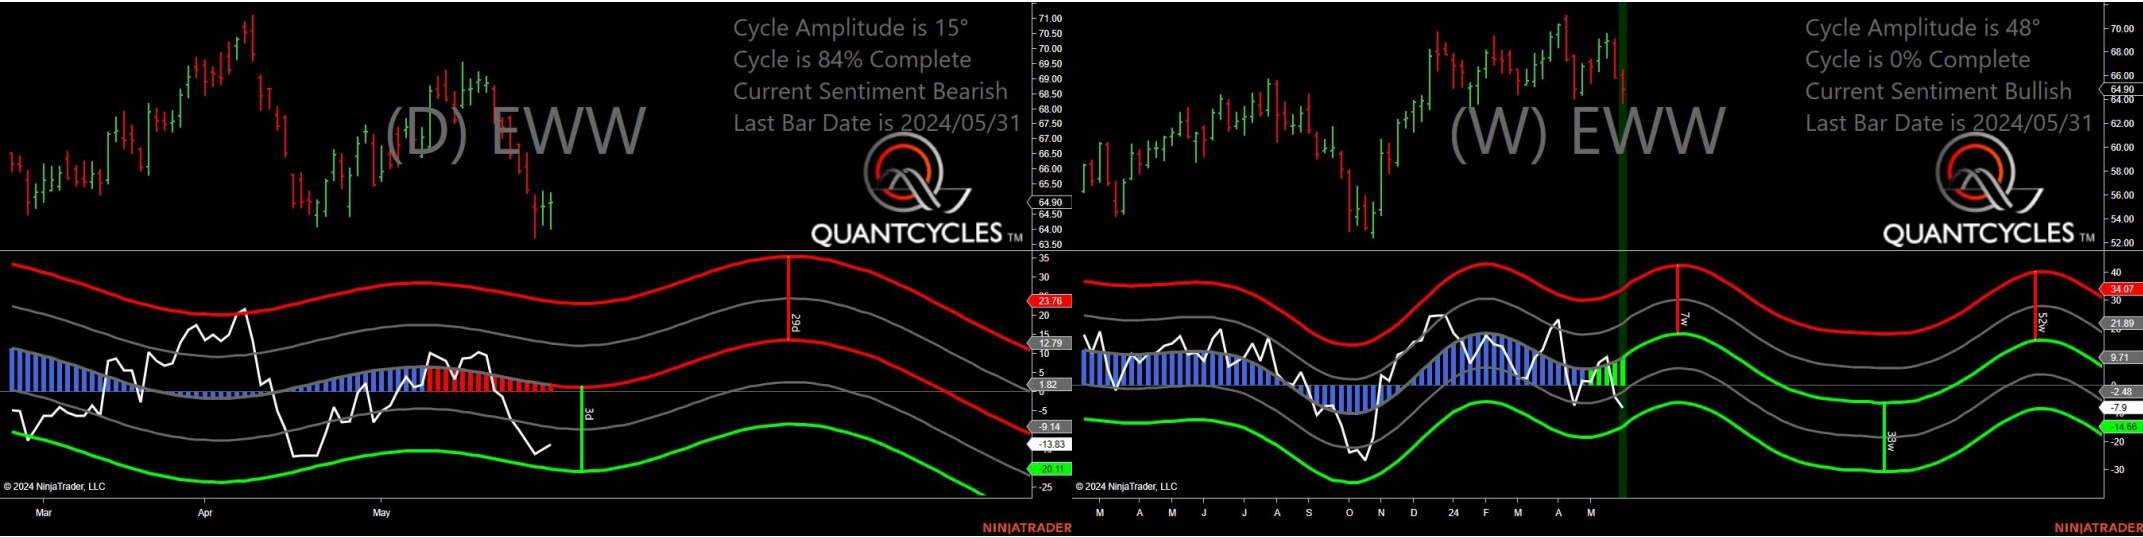 Cycle Amplitude is 15°
Cycle is 84% Complete
Current Sentiment Bearish
Last Bar Date is 2024/05/31
(D) EWW
QUANTCYCLES TM
71.00
70.50
70.00
69.50
69.00
68.50
68.00
67.50
67.00
66.50
66.00
65.50
64.90
64.50
64.00
63.50
35
30
23.76
20
15
12.79
10
5
1.82
0
-5
-9.14
-13.83
-20.11
-25
29d
3d
© 2024 NinjaTrader, LLC
Mar
Apr
May
NINJATRADER
Cycle Amplitude is 48°
Cycle is 0% Complete
Current Sentiment Bullish
Last Bar Date is 2024/05/31
(W) EWW
QUANTCYCLES TM
70.00
68.00
66.00
64.90
64.00
62.00
60.00
58.00
56.00
54.00
52.00
40
34.07
30
21.89
9.71
-2.48
-7.9
-14.66
-20
-30
7w
52w
33w
© 2024 NinjaTrader, LLC
M A M J J A S O N D 24 F M A M
NINJATRADER